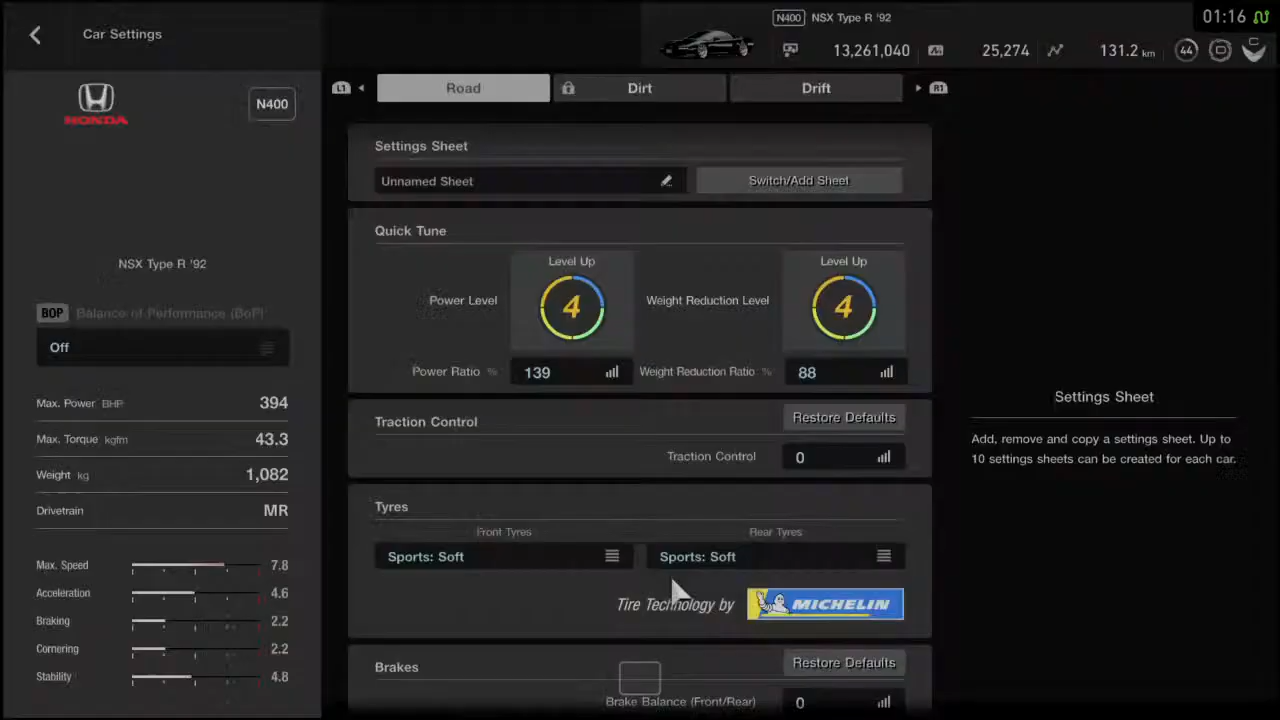 01:16
Car Settings
N400 NSX Type R '92
13,261,040
25,274
131.2 km
44
C
HONDA
N400
NSX Type R '92
BOP Balance of Performance (BoP)
Off
Max. Power BHP 394
Max. Torque kgfm 43.3
Weight kg 1,082
Drivetrain MR
Max. Speed 7.8
Acceleration 4.6
Braking 2.2
Cornering 2.2
Stability 4.8
L1 Road Dirt Drift R1
Settings Sheet
Unnamed Sheet Switch/Add Sheet
Quick Tune
Level Up Level Up
Power Level 4 Weight Reduction Level 4
Power Ratio % 139 Weight Reduction Ratio % 88
Traction Control Restore Defaults
Traction Control 0
Tyres
Front Tyres Rear Tyres
Sports: Soft Sports: Soft
Tire Technology by MICHELIN
Brakes Restore Defaults
Brake Balance (Front/Rear) 0
Settings Sheet
Add, remove and copy a settings sheet. Up to
10 settings sheets can be created for each car.